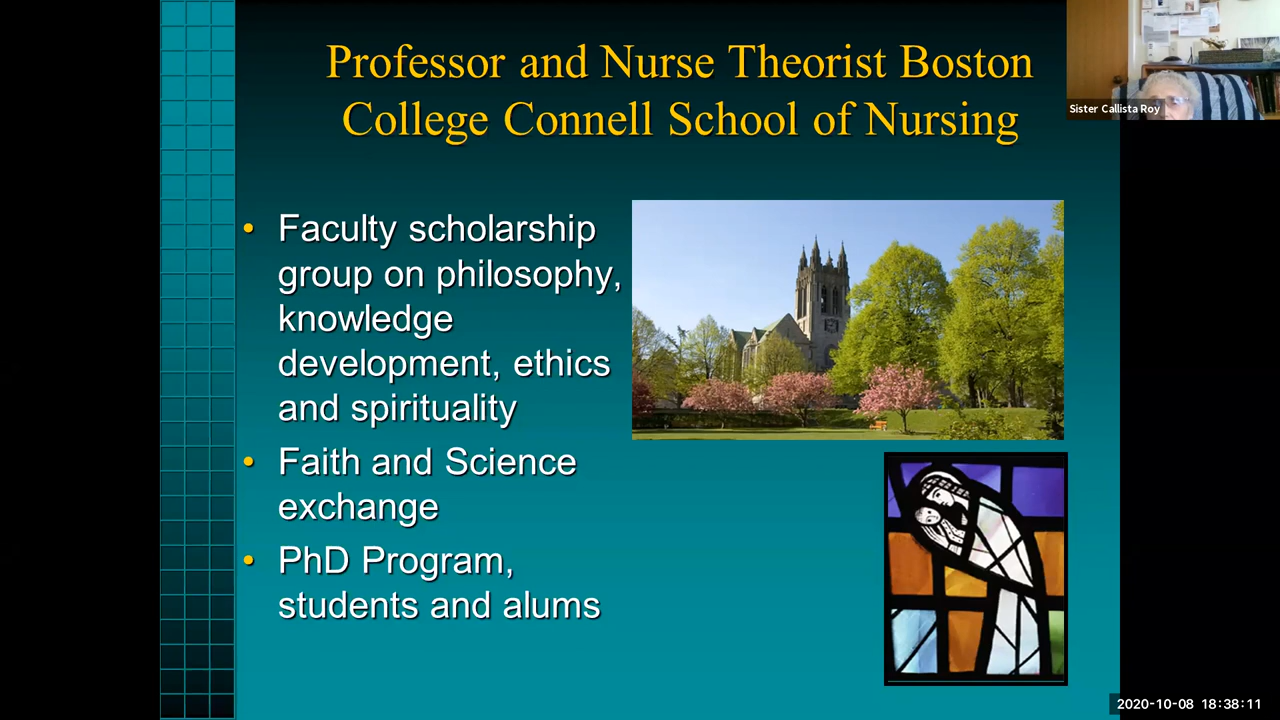 Professor and Nurse Theorist Boston
College Connell School of Nursing
Sister Callista Roy
• Faculty scholarship
group on philosophy,
knowledge
development, ethics
and spirituality
• Faith and Science
exchange
• PhD Program,
students and alums
2020-10-08 18:38:11